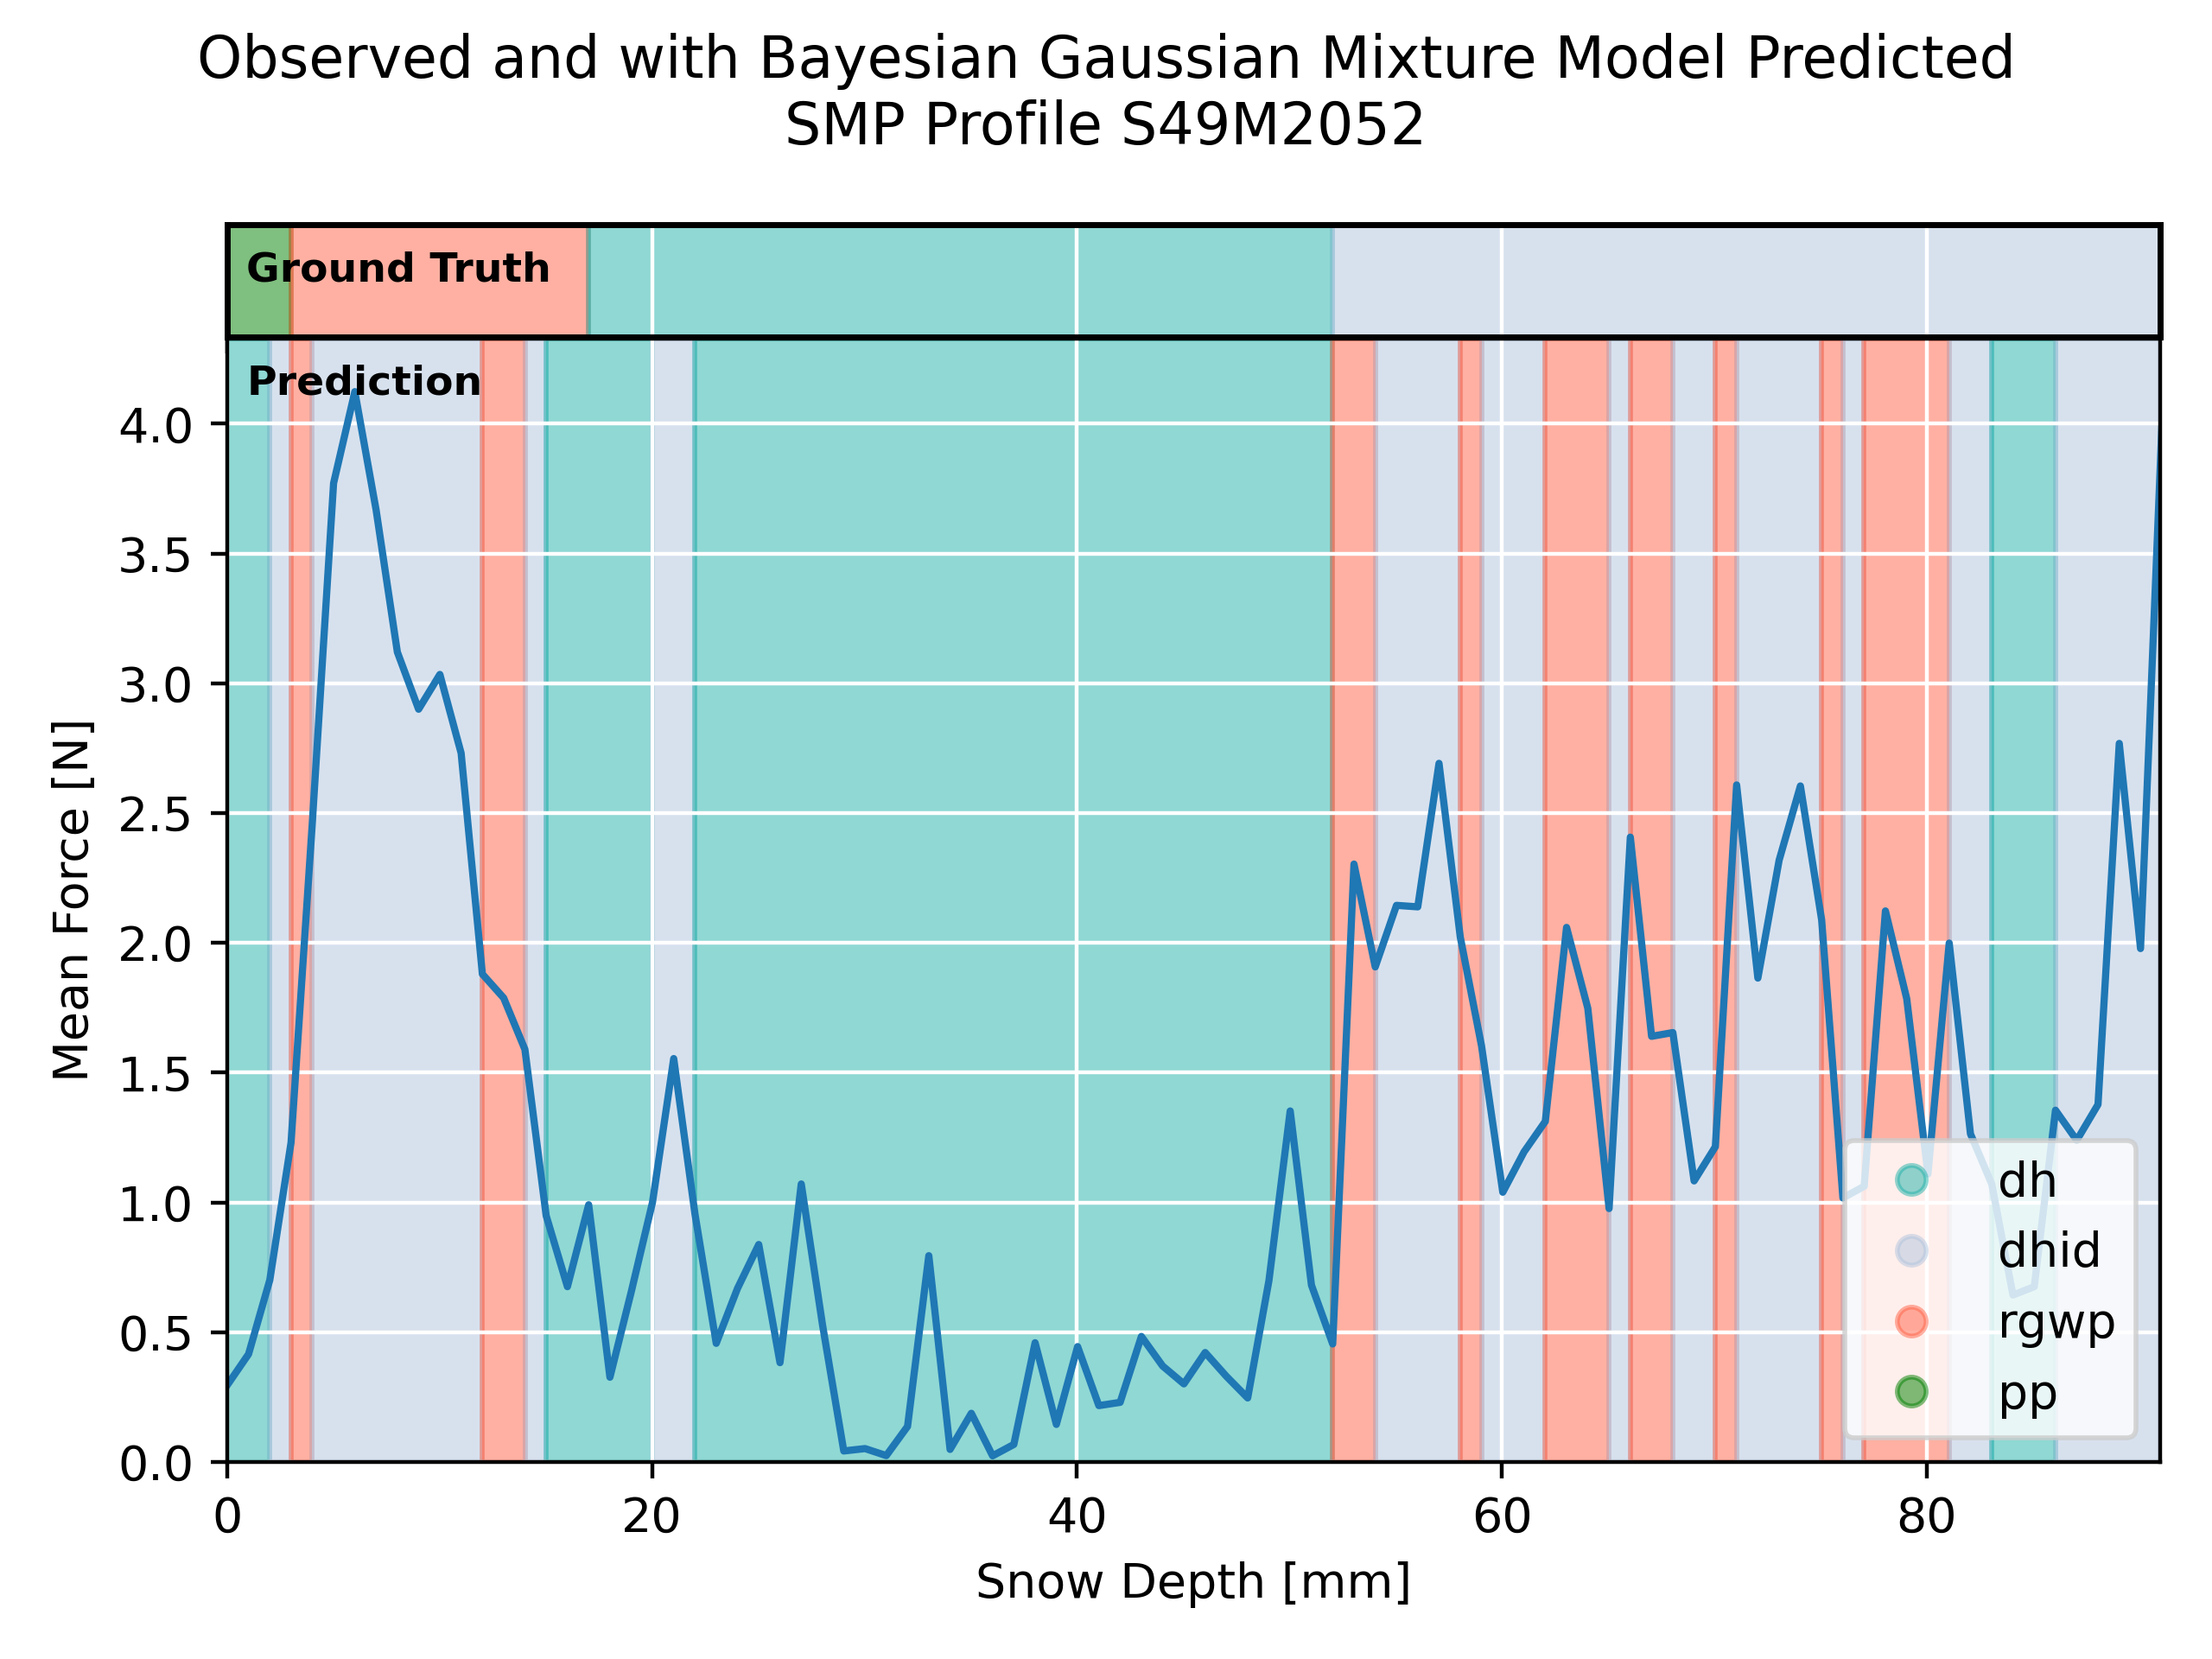 Observed and with Bayesian Gaussian Mixture Model Predicted
SMP Profile S49M2052
Ground Truth
Prediction
4.0
3.5
3.0
2.5
2.0
1.5
1.0
0.5
0.0
Mean Force [N]
dh
dhid
rgwp
pp
0 20 40 60 80
Snow Depth [mm]